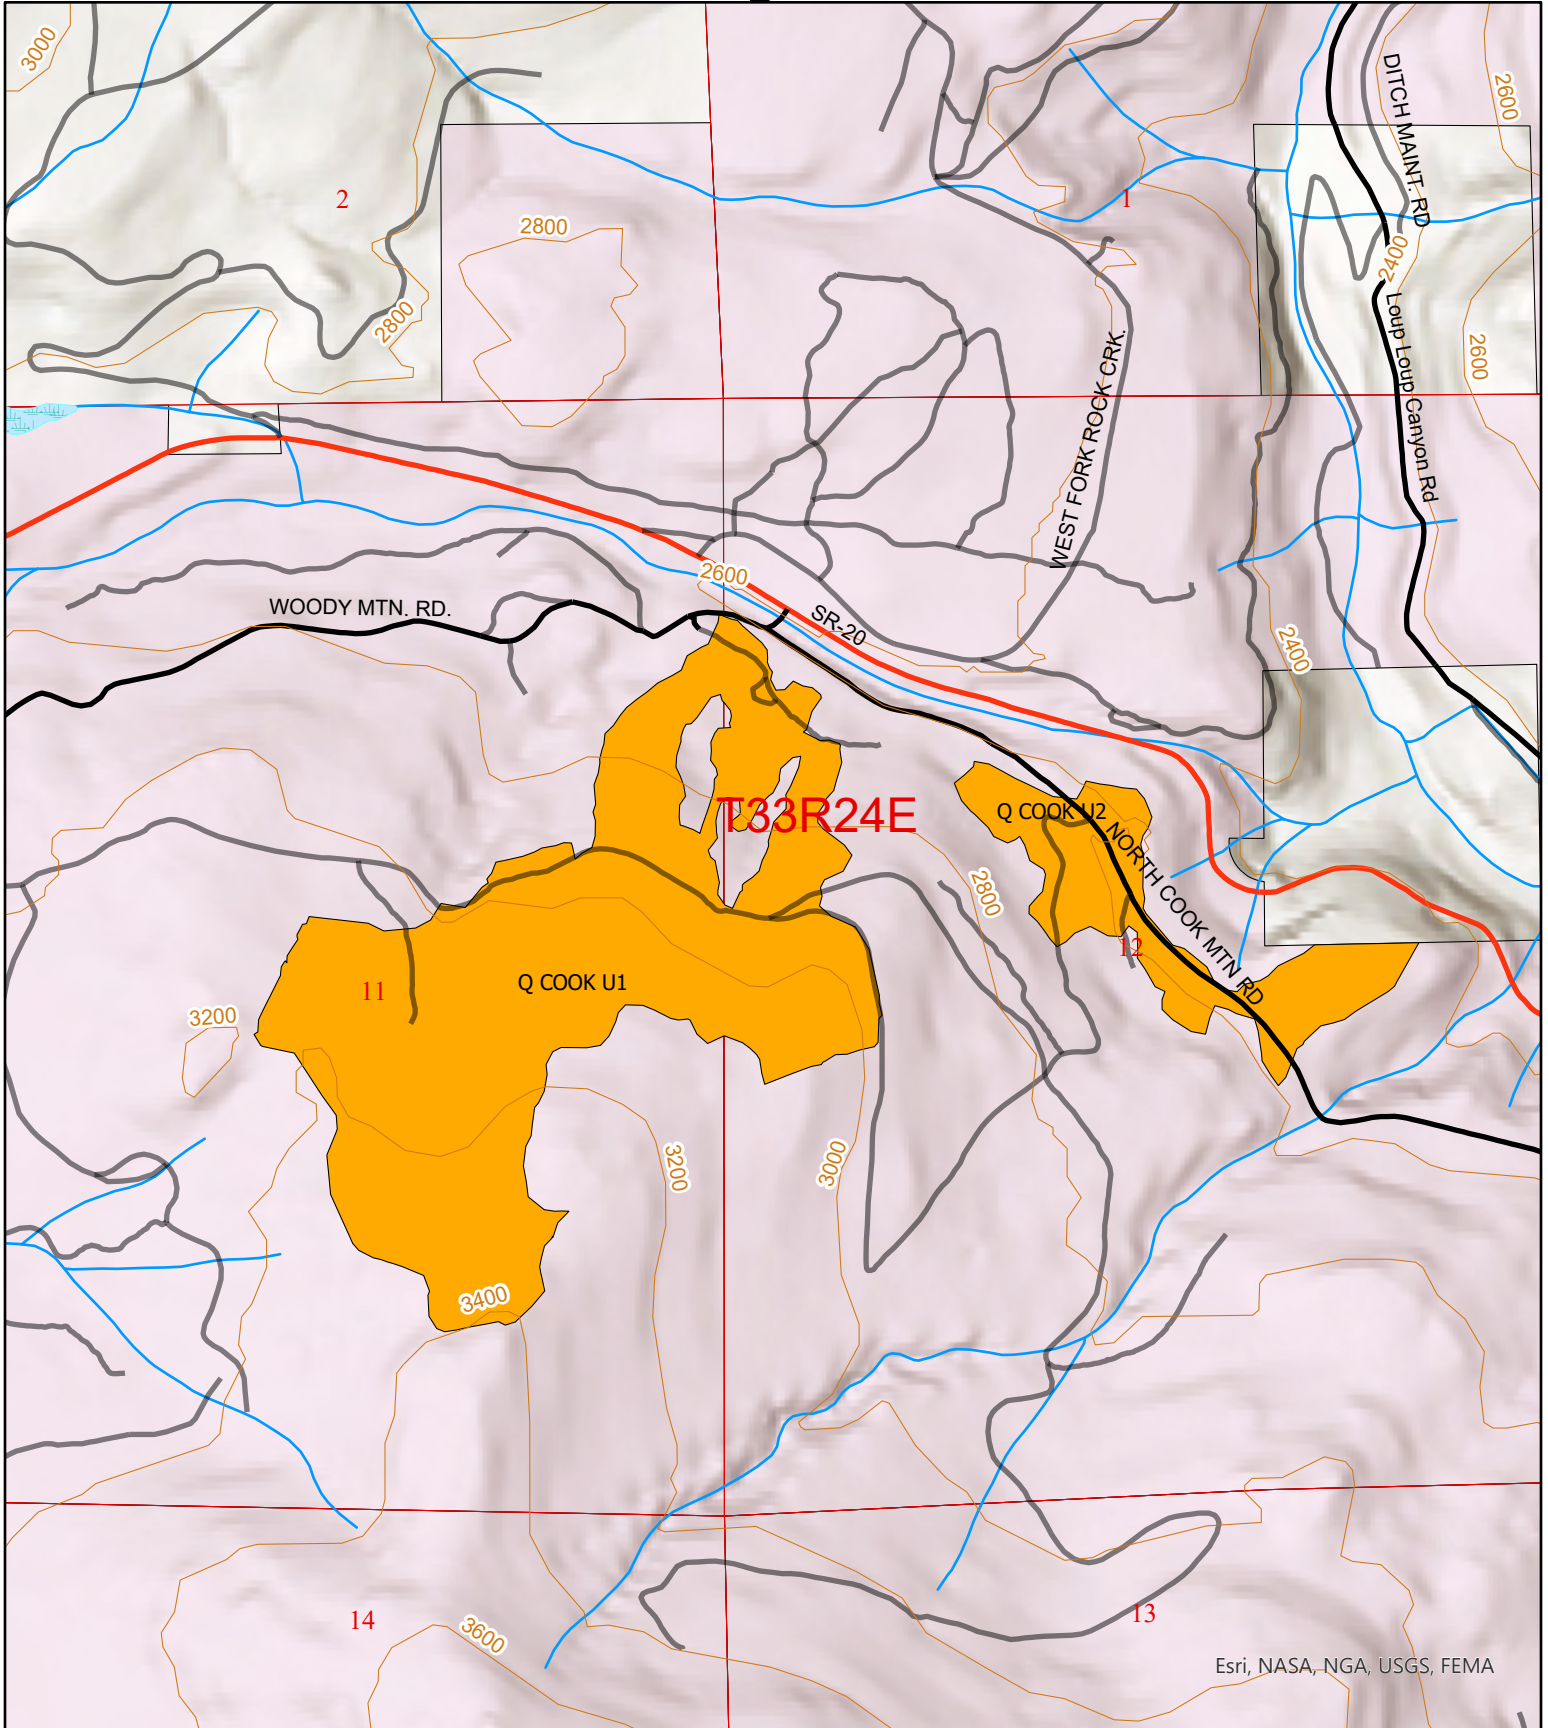 3000
DITCH MAINT. RD
2600
2
1
2800
2400
2800
Loup Loup Canyon Rd
2600
WEST FORK ROCK CRK.
2600
WOODY MTN. RD.
SR-20
2400
T33R24E
Q COOK U2
NORTH COOK MTN RD
2800
12
Q COOK U1
11
3200
3200
3000
3400
14
13
3600
Esri, NASA, NGA, USGS, FEMA